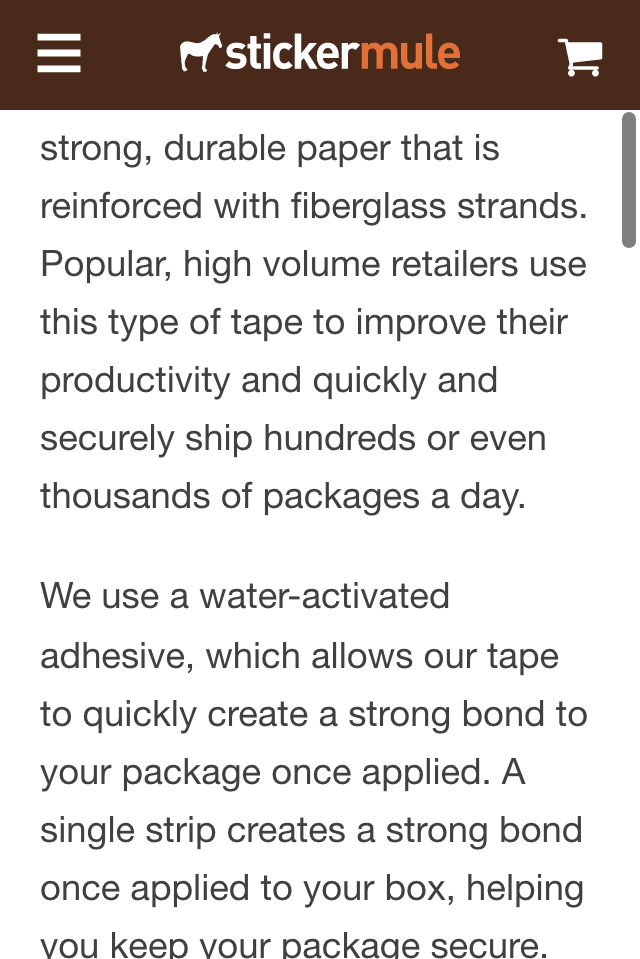 stickermule
strong, durable paper that is
reinforced with fiberglass strands.
Popular, high volume retailers use
this type of tape to improve their
productivity and quickly and
securely ship hundreds or even
thousands of packages a day.
We use a water-activated
adhesive, which allows our tape
to quickly create a strong bond to
your package once applied. A
single strip creates a strong bond
once applied to your box, helping
you keep your package secure.